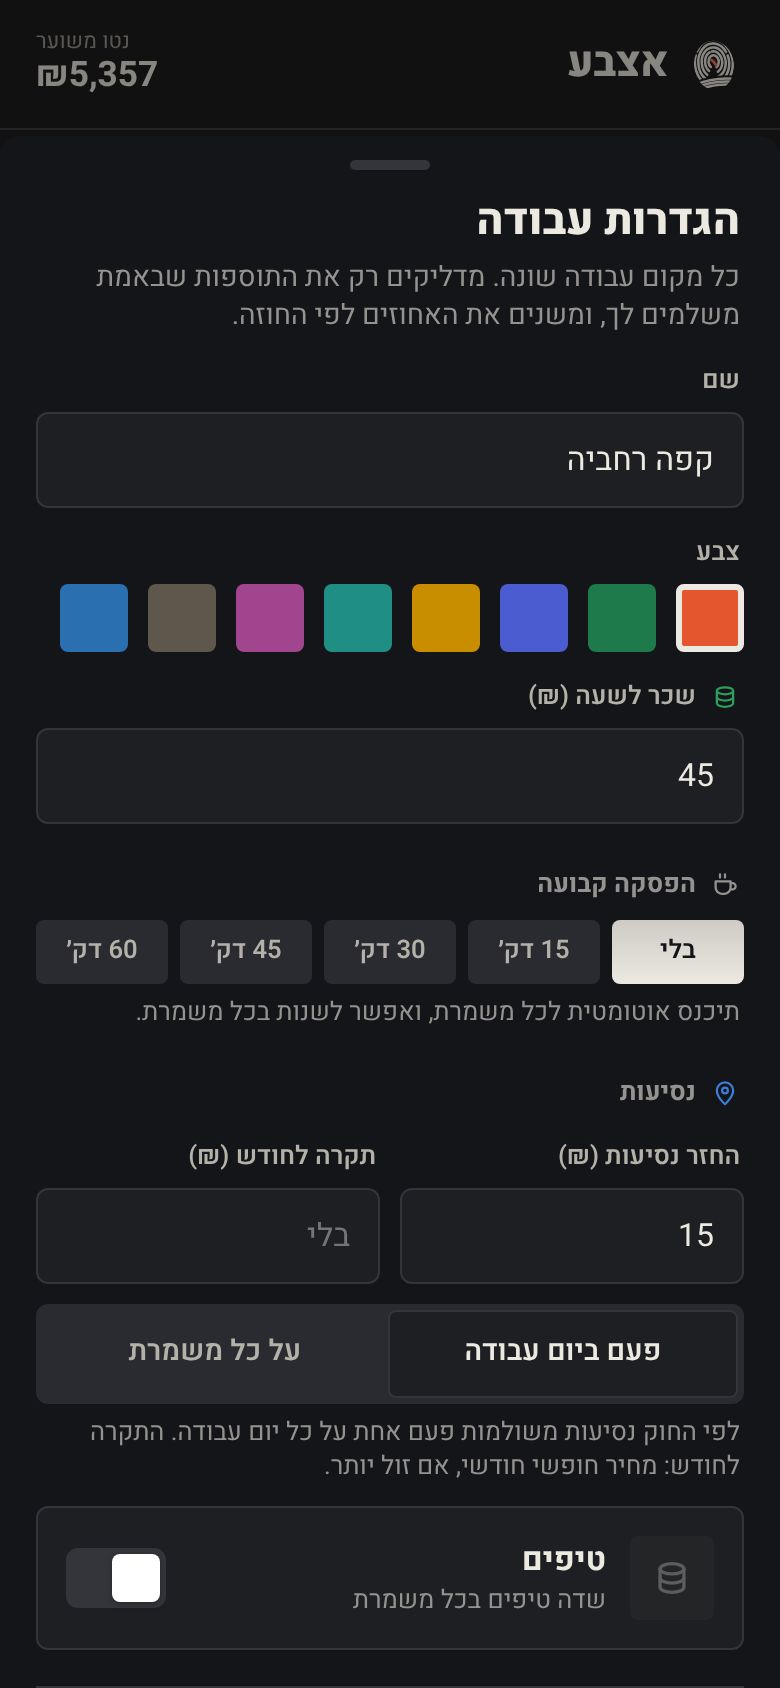 אצבע
נטו משוער
₪5,357
הגדרות עבודה
כל מקום עבודה שונה. מדליקים רק את התוספות שבאמת
משלמים לך, ומשנים את האחוזים לפי החוזה.
שם
קפה רחביה
צבע
שכר לשעה (₪)
45
הפסקה קבועה
בלי
15 דק׳
30 דק׳
45 דק׳
60 דק׳
תיכנס אוטומטית לכל משמרת, ואפשר לשנות בכל משמרת.
נסיעות
החזר נסיעות (₪)
תקרה לחודש (₪)
15
בלי
פעם ביום עבודה
על כל משמרת
לפי החוק נסיעות משולמות פעם אחת על כל יום עבודה. התקרה
לחודש: מחיר חופשי חודשי, אם זול יותר.
טיפים
שדה טיפים בכל משמרת